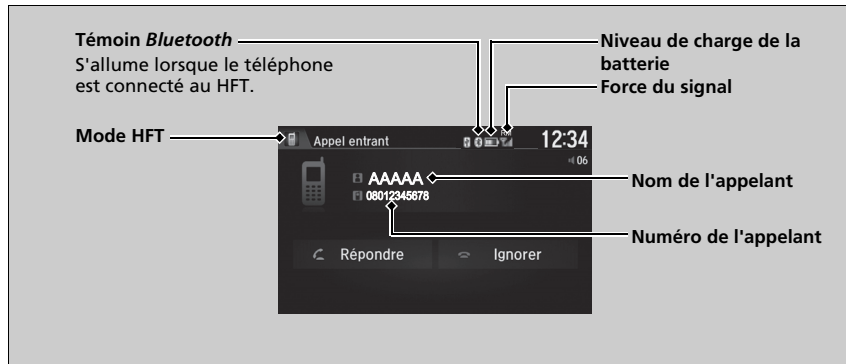 Témoin Bluetooth
S'allume lorsque le téléphone
est connecté au HFT.
Niveau de charge de la
batterie
Force du signal
Mode HFT
Appel entrant
12:34
06
AAAAA
08012345678
Nom de l'appelant
Numéro de l'appelant
Répondre
Ignorer